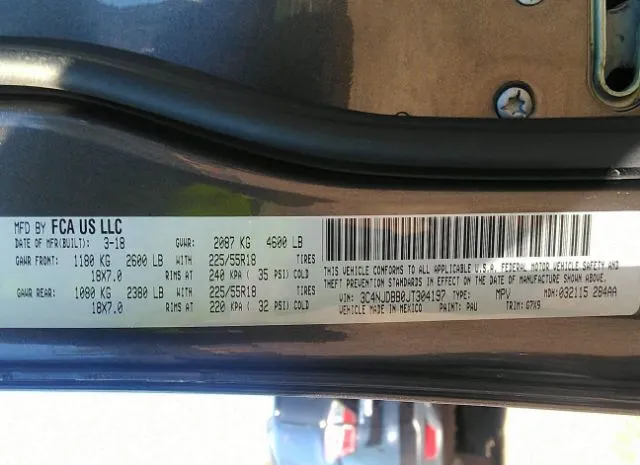 MFD BY FCA US LLC
DATE OF MFR(BUILT): 3-18 GVWR: 2087 KG 4600 LB
GAWR FRONT: 1180 KG 2600 LB WITH 225/55R18 TIRES
18X7.0 RIMS AT 240 KPA ( 35 PSI) COLD
GAWR REAR: 1080 KG 2380 LB WITH 225/55R18 TIRES
18X7.0 RIMS AT 220 KPA ( 32 PSI) COLD
THIS VEHICLE CONFORMS TO ALL APPLICABLE U.S.A. FEDERAL MOTOR VEHICLE SAFETY AND
THEFT PREVENTION STANDARDS IN EFFECT ON THE DATE OF MANUFACTURE SHOWN ABOVE
VIN: 3C4NJDBB0JT304197 TYPE: MPV MDH: 032115 284AA
VEHICLE MADE IN MEXICO PAINT: PAU TRIM: G7X9